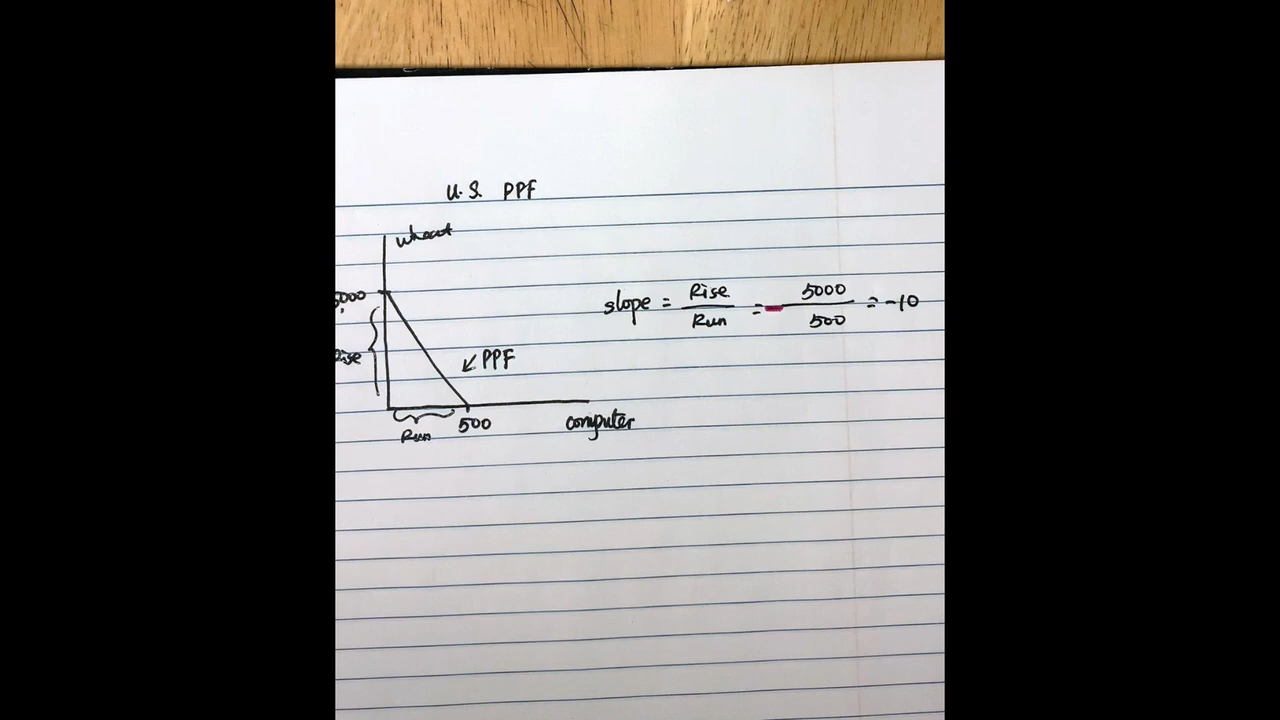 U.S. PPF
wheat
5000
Rise
slope = Rise / Run = - 5000 / 500 = -10
PPF
Run
500
computer